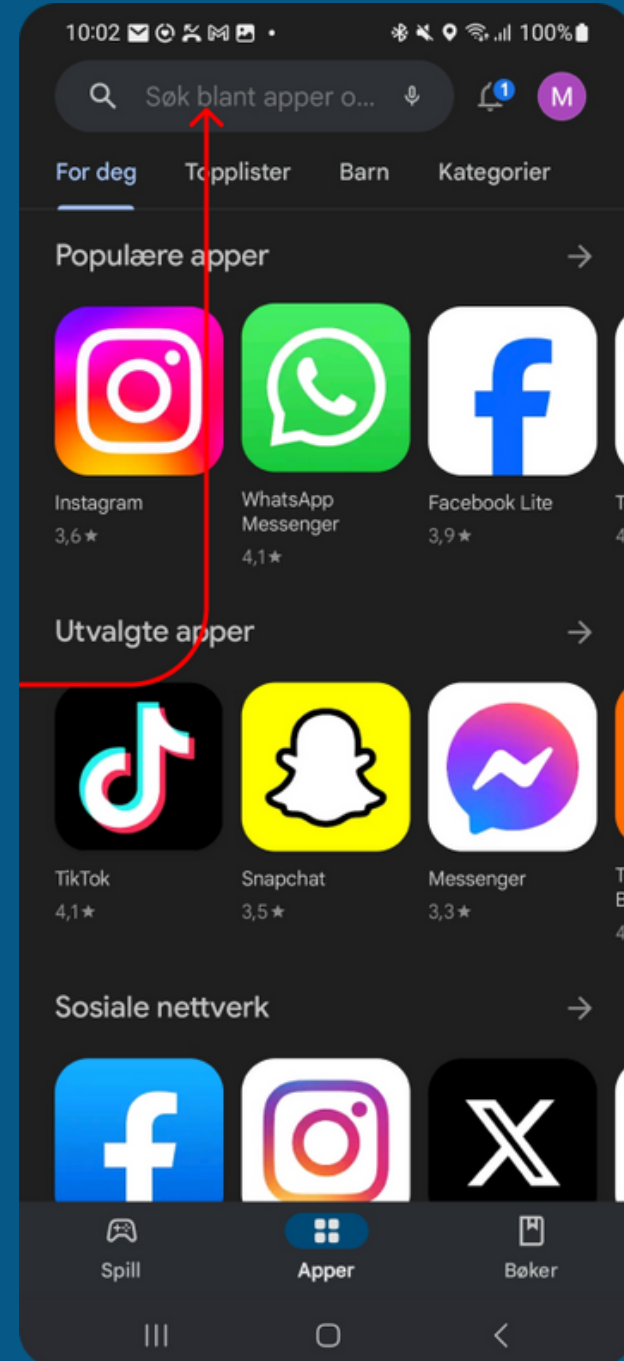 10:02 100%
Søk blant apper o... 1 M
For deg Topplister Barn Kategorier
Populære apper
Instagram WhatsApp Messenger Facebook Lite T
3,6★ 4,1★ 3,9★ 4
Utvalgte apper
TikTok Snapchat Messenger T
B
4,1★ 3,5★ 3,3★ 4
Sosiale nettverk
Spill Apper Bøker